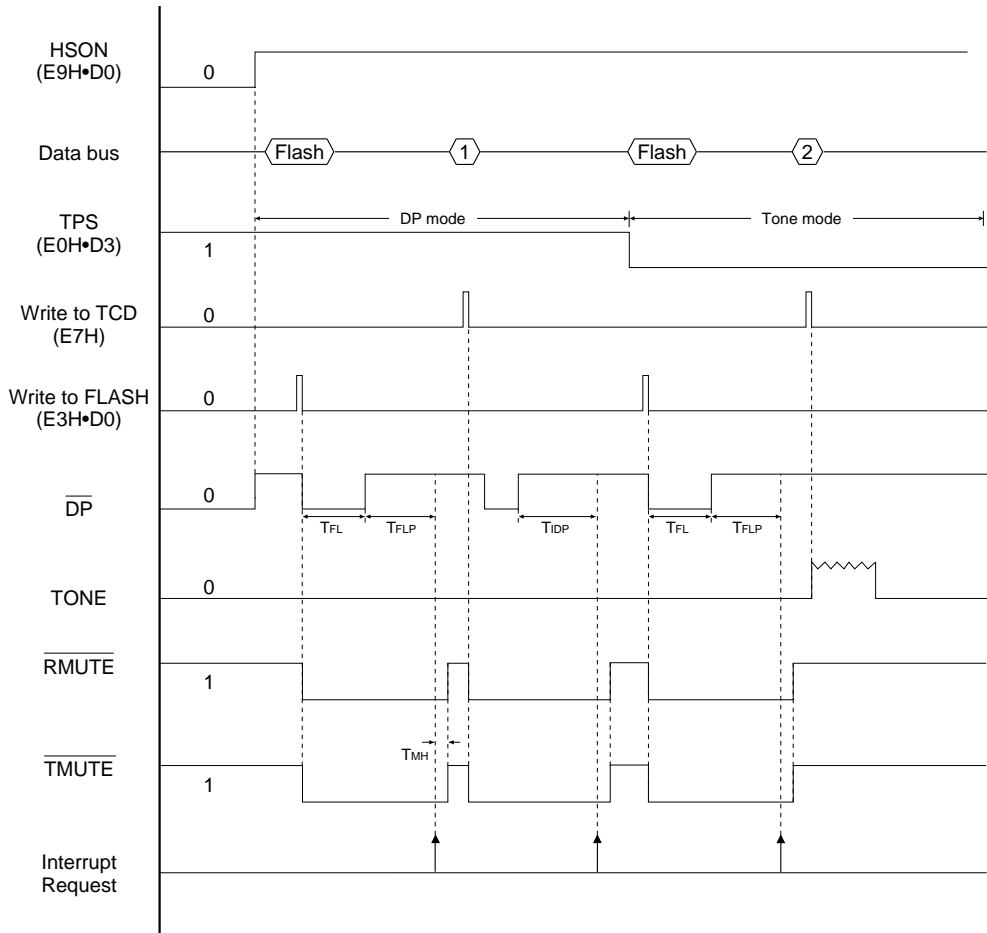 HSON
(E9H•D0)
0
Data bus
Flash
1
Flash
2
TPS
(E0H•D3)
1
DP mode
Tone mode
Write to TCD
(E7H)
0
Write to FLASH
(E3H•D0)
0
DP
0
TFL
TFLP
TIDP
TFL
TFLP
TONE
0
RMUTE
1
TMH
TMUTE
1
Interrupt
Request